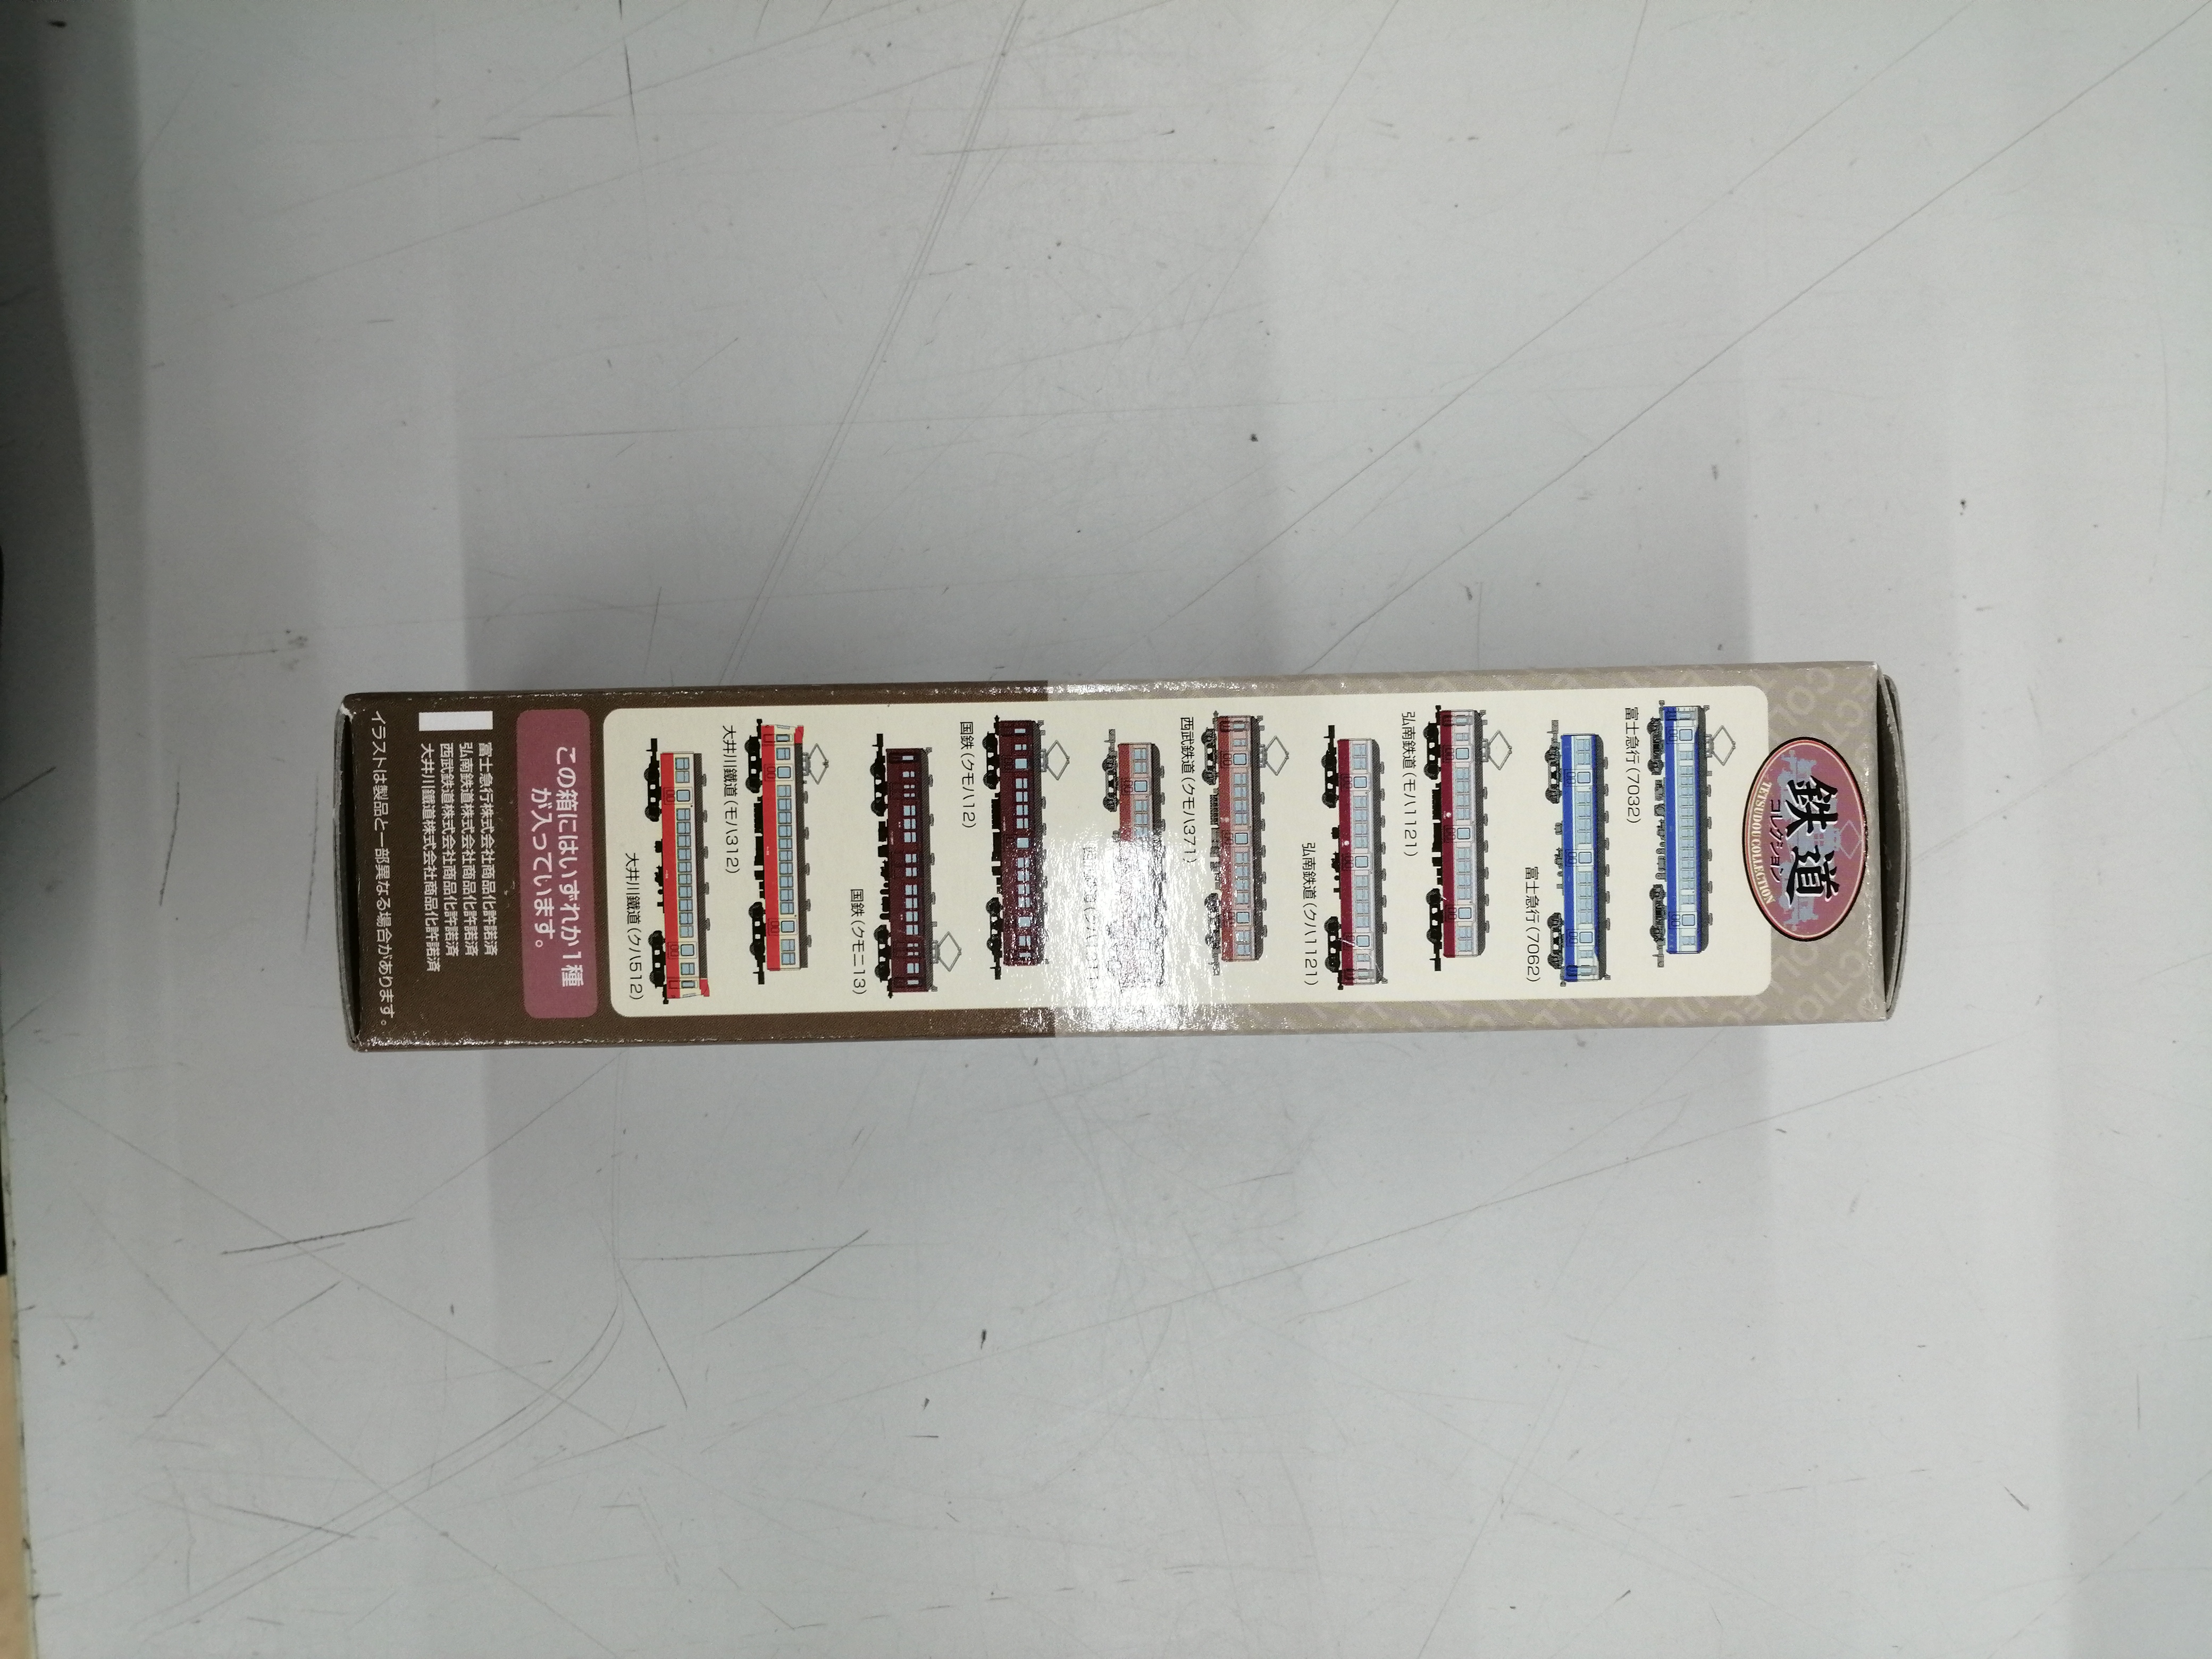 鉄道
コレクション
TETSUDOU COLLECTION
富士急行(7032)
富士急行(7062)
弘南鉄道(モハ1121)
弘南鉄道(クハ1121)
西武鉄道(クモハ371)
国鉄(クモハ12)
国鉄(クモニ13)
大井川鐵道(モハ312)
大井川鐵道(クハ512)
この箱にはいずれか1種
が入っています。
富士急行株式会社商品化許諾済
弘南鉄道株式会社商品化許諾済
西武鉄道株式会社商品化許諾済
大井川鐵道株式会社商品化許諾済
イラストは製品と一部異なる場合があります。